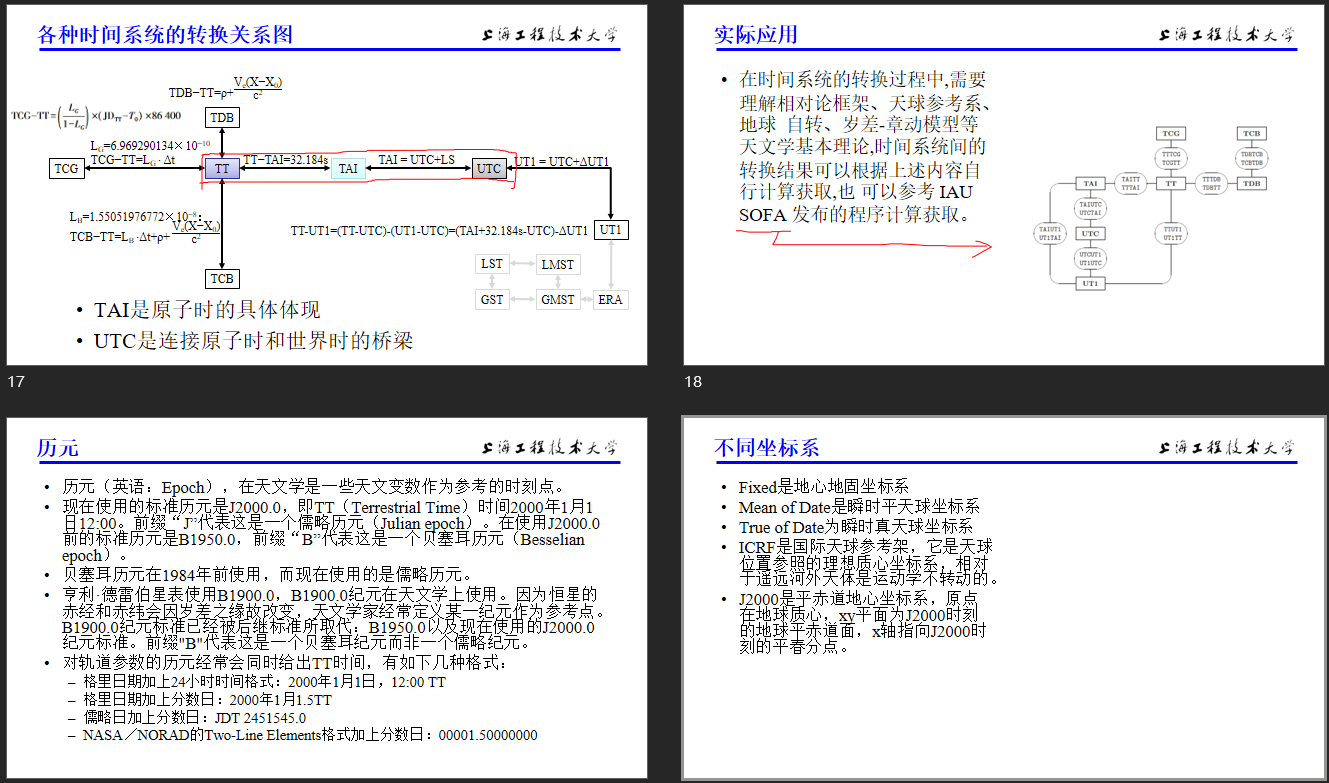 各种时间系统的转换关系图
上海工程技术大学
TDB−TT=ρ+Ve(X−X0)/c2
TCG−TT=(LG/1−LG)×(JDTT−T0)×86 400
TDB
LG=6.969290134×10−10
TCG−TT=LG·Δt
TT−TAI=32.184s
TAI = UTC+LS
UT1 = UTC+ΔUT1
TCG
TT
TAI
UTC
LB=1.55051976772×10−8;
TCB−TT=LB·Δt+ρ+Ve(X−X0)/c2
TT-UT1=(TT-UTC)-(UT1-UTC)=(TAI+32.184s-UTC)-ΔUT1
UT1
LST
LMST
TCB
GST
GMST
ERA
• TAI是原子时的具体体现
• UTC是连接原子时和世界时的桥梁
17
实际应用
上海工程技术大学
• 在时间系统的转换过程中,需要
理解相对论框架、天球参考系、
地球 自转、岁差-章动模型等
天文学基本理论,时间系统间的
转换结果可以根据上述内容自
行计算获取,也 可以参考 IAU
SOFA 发布的程序计算获取。
TCG
TCB
TTTCG
TCGTT
TDBTCB
TCBTDB
TAI
TAITT
TTTAI
TT
TTTDB
TDBTT
TDB
TAIUTC
UTCTAI
TAIUT1
UT1TAI
UTC
TTUT1
UT1TT
UTCUT1
UT1UTC
UT1
18
历元
上海工程技术大学
• 历元（英语：Epoch），在天文学是一些天文变数作为参考的时刻点。
• 现在使用的标准历元是J2000.0，即TT（Terrestrial Time）时间2000年1月1
日12:00。前缀“J”代表这是一个儒略历元（Julian epoch）。在使用J2000.0
前的标准历元是B1950.0，前缀“B”代表这是一个贝塞耳历元（Besselian
epoch）。
• 贝塞耳历元在1984年前使用，而现在使用的是儒略历元。
• 亨利·德雷伯星表使用B1900.0，B1900.0纪元在天文学上使用。因为恒星的
赤经和赤纬会因岁差之缘故改变，天文学家经常定义某一纪元作为参考点。
B1900.0纪元标准已经被后继标准所取代：B1950.0以及现在使用的J2000.0
纪元标准。前缀"B"代表这是一个贝塞耳纪元而非一个儒略纪元。
• 对轨道参数的历元经常会同时给出TT时间，有如下几种格式：
– 格里日期加上24小时时间格式：2000年1月1日，12:00 TT
– 格里日期加上分数日：2000年1月1.5TT
– 儒略日加上分数日：JDT 2451545.0
– NASA／NORAD的Two-Line Elements格式加上分数日：00001.50000000
不同坐标系
上海工程技术大学
• Fixed是地心地固坐标系
• Mean of Date是瞬时平天球坐标系
• True of Date为瞬时真天球坐标系
• ICRF是国际天球参考架，它是天球
位置参照的理想质心坐标系，相对
于遥远河外天体是运动学不转动的。
• J2000是平赤道地心坐标系，原点
在地球质心，xy平面为J2000时刻
的地球平赤道面，x轴指向J2000时
刻的平春分点。